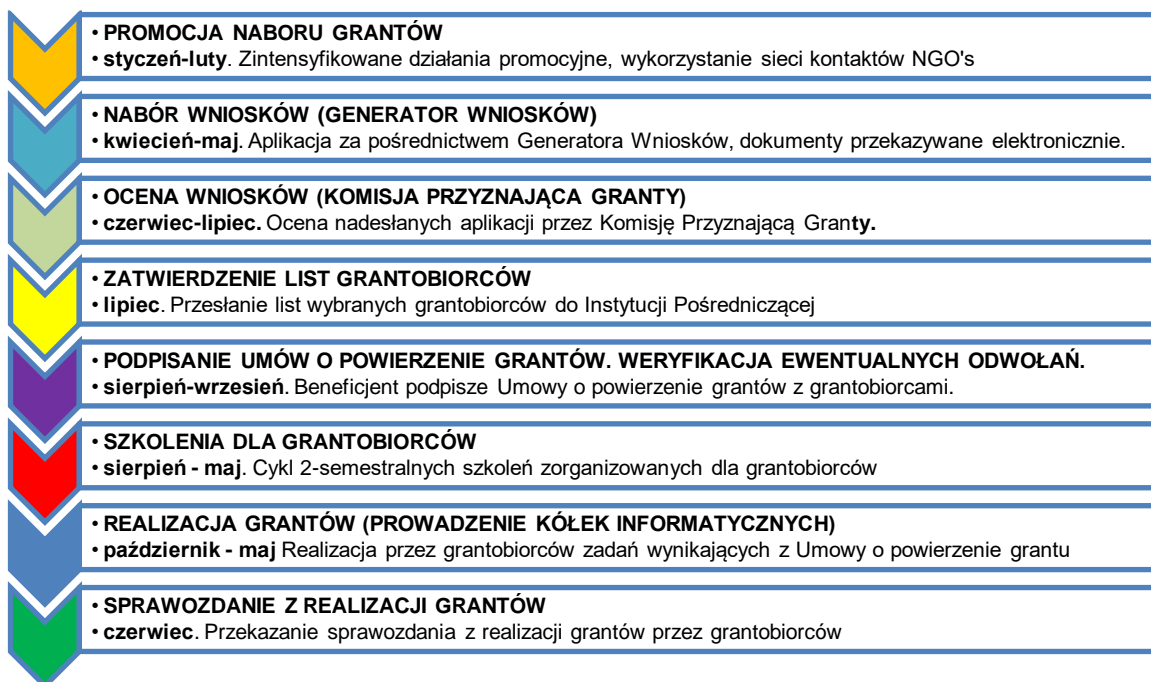 • PROMOCJA NABORU GRANTÓW
• styczeń-luty. Zintensyfikowane działania promocyjne, wykorzystanie sieci kontaktów NGO's
• NABÓR WNIOSKÓW (GENERATOR WNIOSKÓW)
• kwiecień-maj. Aplikacja za pośrednictwem Generatora Wniosków, dokumenty przekazywane elektronicznie.
• OCENA WNIOSKÓW (KOMISJA PRZYZNAJĄCA GRANTY)
• czerwiec-lipiec. Ocena nadesłanych aplikacji przez Komisję Przyznającą Granty.
• ZATWIERDZENIE LIST GRANTOBIORCÓW
• lipiec. Przesłanie list wybranych grantobiorców do Instytucji Pośredniczącej
• PODPISANIE UMÓW O POWIERZENIE GRANTÓW. WERYFIKACJA EWENTUALNYCH ODWOŁAŃ.
• sierpień-wrzesień. Beneficjent podpisze Umowy o powierzenie grantów z grantobiorcami.
• SZKOLENIA DLA GRANTOBIORCÓW
• sierpień - maj. Cykl 2-semestralnych szkoleń zorganizowanych dla grantobiorców
• REALIZACJA GRANTÓW (PROWADZENIE KÓŁEK INFORMATYCZNYCH)
• październik - maj Realizacja przez grantobiorców zadań wynikających z Umowy o powierzenie grantu
• SPRAWOZDANIE Z REALIZACJI GRANTÓW
• czerwiec. Przekazanie sprawozdania z realizacji grantów przez grantobiorców